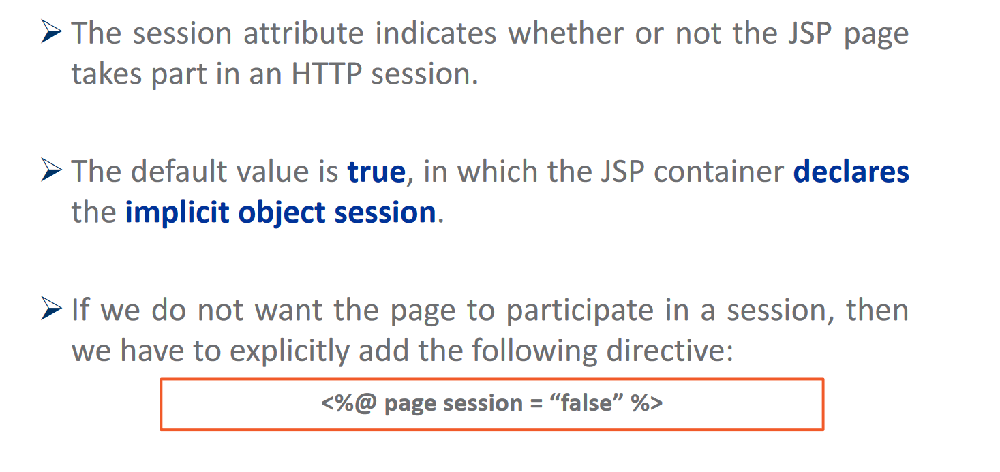 ➢ The session attribute indicates whether or not the JSP page
takes part in an HTTP session.
➢ The default value is true, in which the JSP container declares
the implicit object session.
➢ If we do not want the page to participate in a session, then
we have to explicitly add the following directive:
<%@ page session = “false” %>